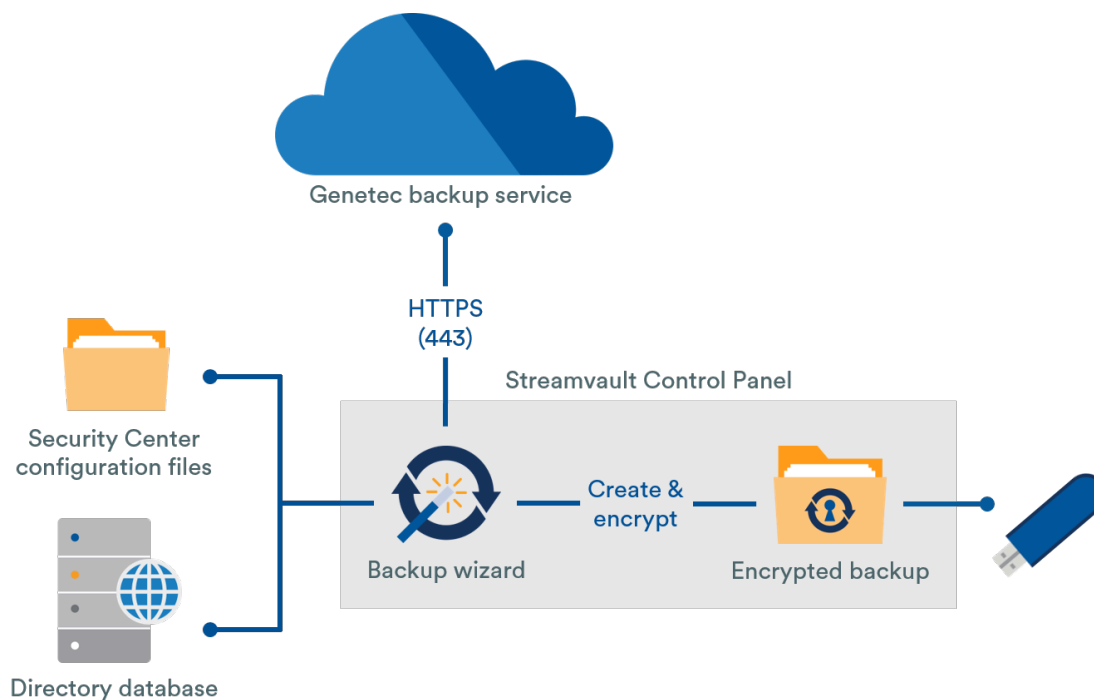 Genetec backup service
HTTPS
(443)
Streamvault Control Panel
Security Center
configuration files
Create &
encrypt
Backup wizard
Encrypted backup
Directory database